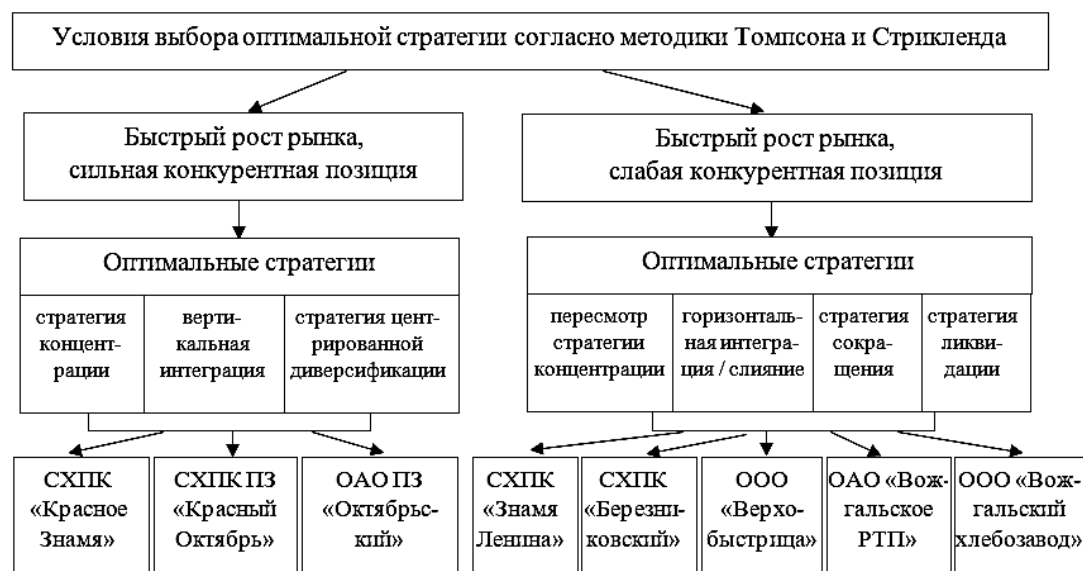 Условия выбора оптимальной стратегии согласно методики Томпсона и Стрикленда
Быстрый рост рынка,
сильная конкурентная позиция
Быстрый рост рынка,
слабая конкурентная позиция
Оптимальные стратегии
стратегия
концент-
рации
верти-
кальная
интеграция
стратегия цент-
рированной
диверсификации
Оптимальные стратегии
пересмотр
стратегии
концентрации
горизонталь-
ная интегра-
ция / слияние
стратегия
сокра-
щения
стратегия
ликви-
дации
СХПК
«Красное
Знамя»
СХПК ПЗ
«Красный
Октябрь»
ОАО ПЗ
«Октябрьс-
кий»
СХПК
«Знамя
Ленина»
СХПК
«Березни-
ковский»
ООО
«Верхо-
быстрица»
ОАО «Вож-
гальское
РТП»
ООО «Вож-
гальский
хлебозавод»